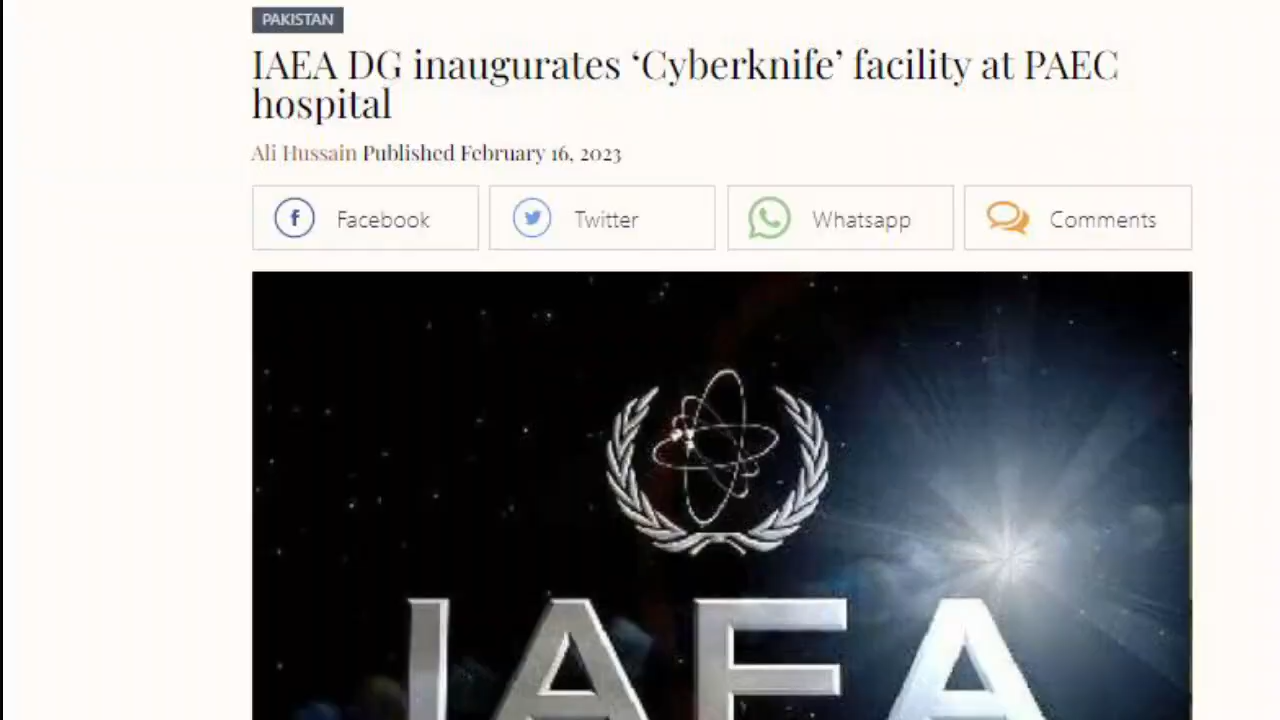 PAKISTAN
IAEA DG inaugurates ‘Cyberknife’ facility at PAEC
hospital
Ali Hussain Published February 16, 2023
Facebook Twitter Whatsapp Comments
IAEA